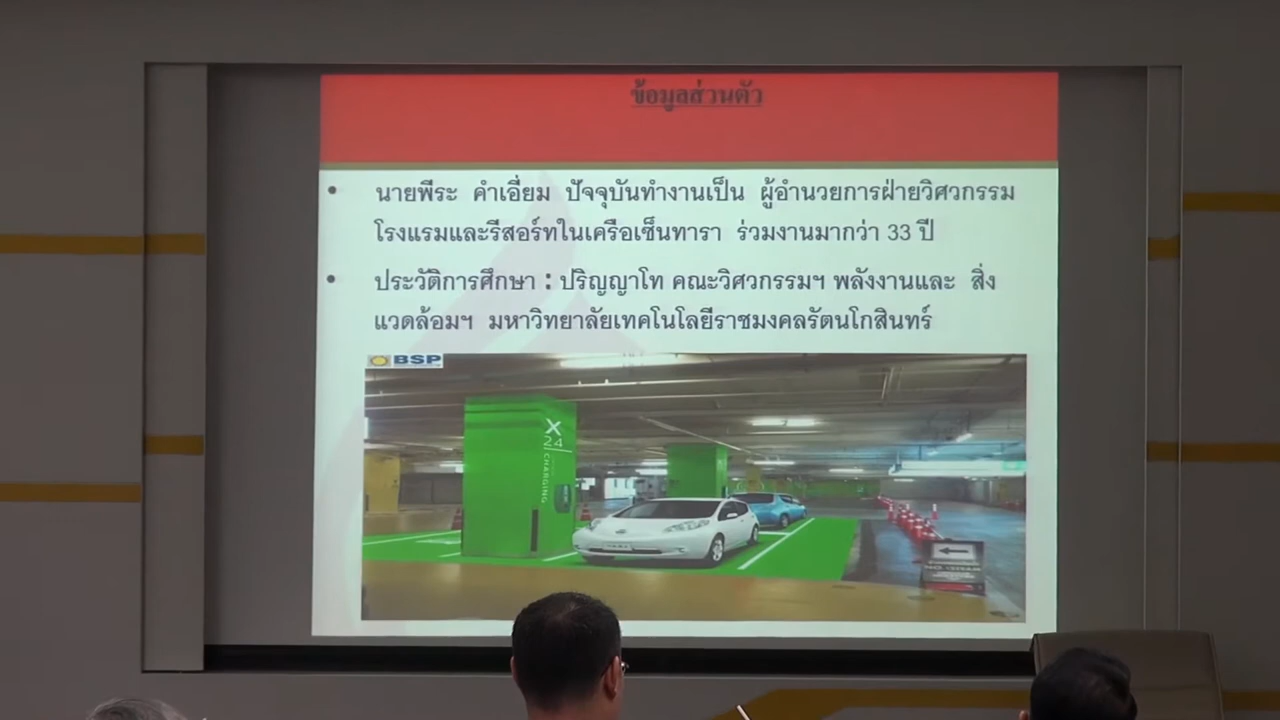 ข้อมูลส่วนตัว
• นายพีระ คำเอี่ยม ปัจจุบันทำงานเป็น ผู้อำนวยการฝ่ายวิศวกรรม
โรงแรมและรีสอร์ทในเครือเซ็นทารา ร่วมงานมากว่า 33 ปี
• ประวัติการศึกษา : ปริญญาโท คณะวิศวกรรมฯ พลังงานและ สิ่ง
แวดล้อมฯ มหาวิทยาลัยเทคโนโลยีราชมงคลรัตนโกสินทร์
BSP
X
24
CHARGING